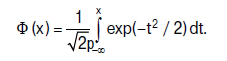 Φ (x) = 1/√2p ∫_{-∞}^{x} exp(-t² / 2) dt.